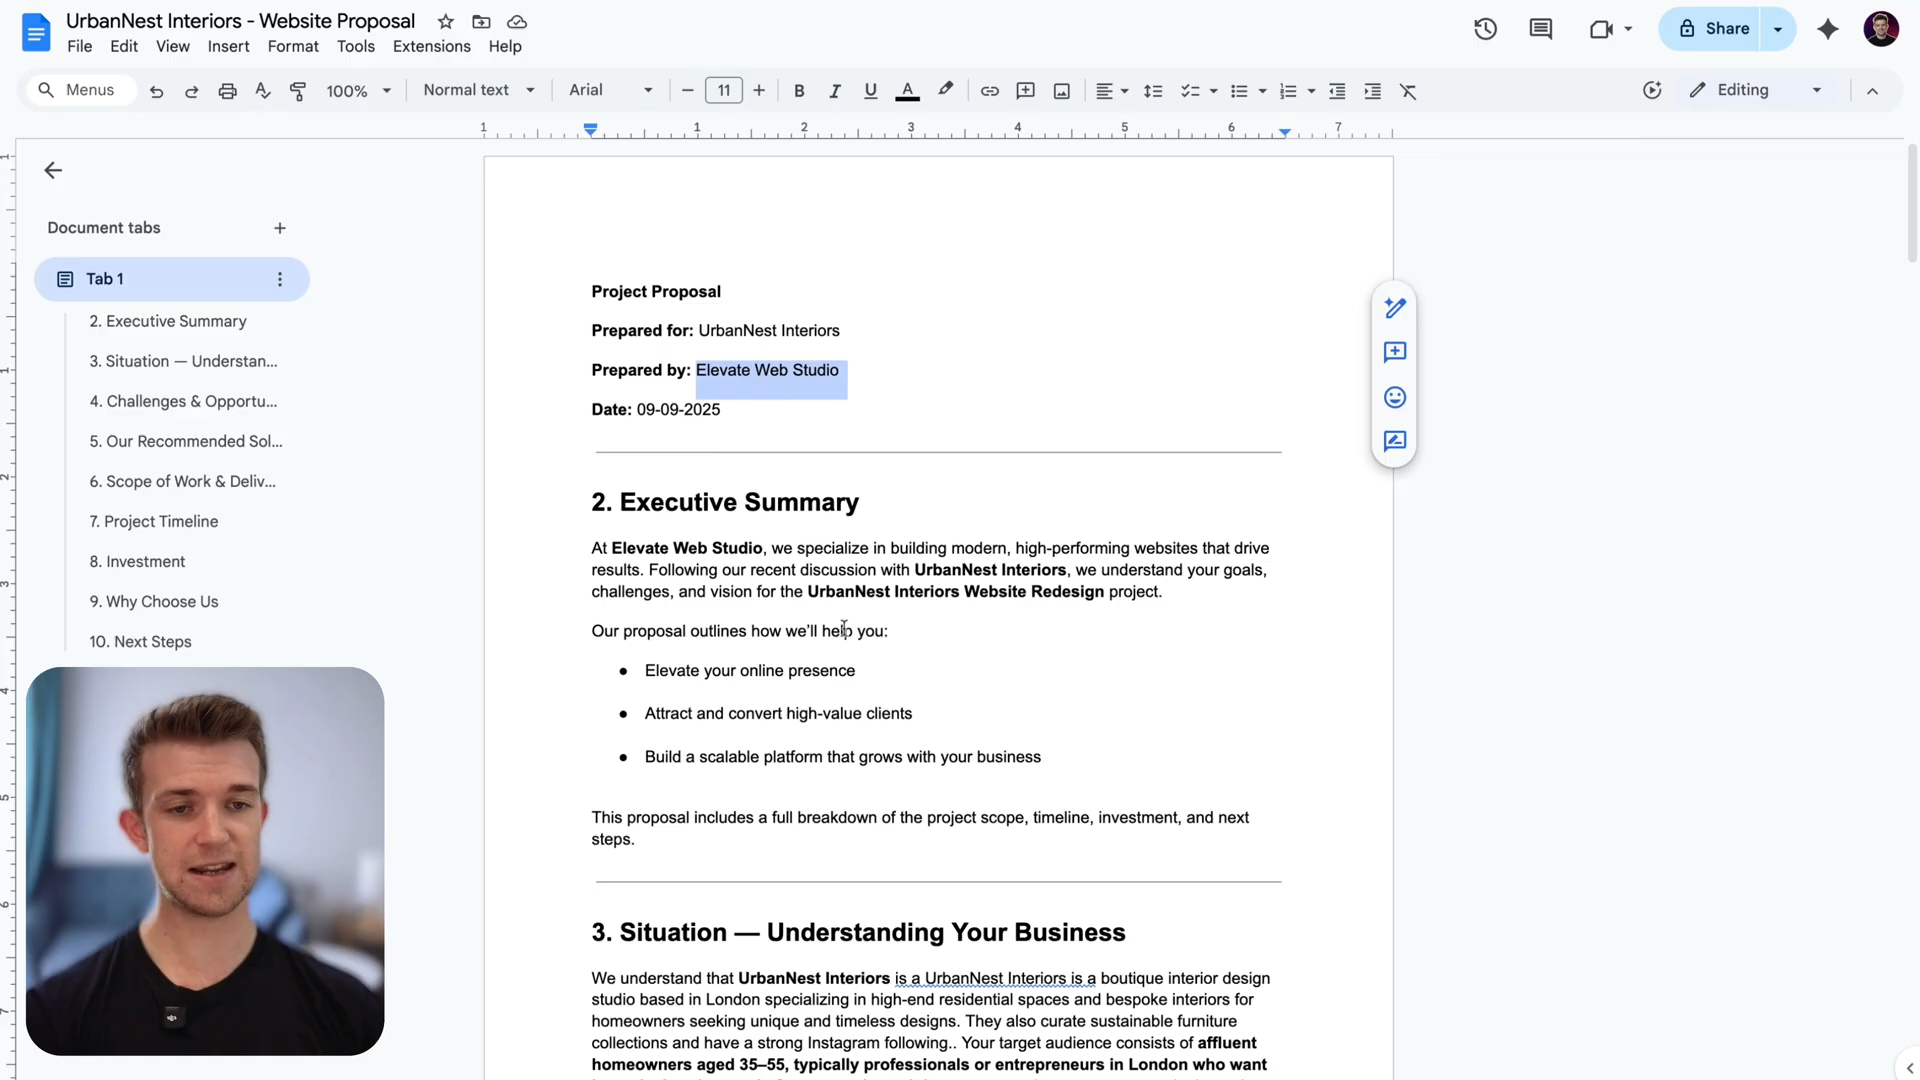 UrbanNest Interiors - Website Proposal
File Edit View Insert Format Tools Extensions Help
Share
Menus 100% Normal text Arial 11 B I U A Editing
1 1 2 3 4 5 6 7
Document tabs
Tab 1
2. Executive Summary
3. Situation — Understan...
4. Challenges & Opportu...
5. Our Recommended Sol...
6. Scope of Work & Deliv...
7. Project Timeline
8. Investment
9. Why Choose Us
10. Next Steps
Project Proposal
Prepared for: UrbanNest Interiors
Prepared by: Elevate Web Studio
Date: 09-09-2025
2. Executive Summary
At Elevate Web Studio, we specialize in building modern, high-performing websites that drive
results. Following our recent discussion with UrbanNest Interiors, we understand your goals,
challenges, and vision for the UrbanNest Interiors Website Redesign project.
Our proposal outlines how we’ll help you:
● Elevate your online presence
● Attract and convert high-value clients
● Build a scalable platform that grows with your business
This proposal includes a full breakdown of the project scope, timeline, investment, and next
steps.
3. Situation — Understanding Your Business
We understand that UrbanNest Interiors is a UrbanNest Interiors is a boutique interior design
studio based in London specializing in high-end residential spaces and bespoke interiors for
homeowners seeking unique and timeless designs. They also curate sustainable furniture
collections and have a strong Instagram following.. Your target audience consists of affluent
homeowners aged 35–55, typically professionals or entrepreneurs in London who want